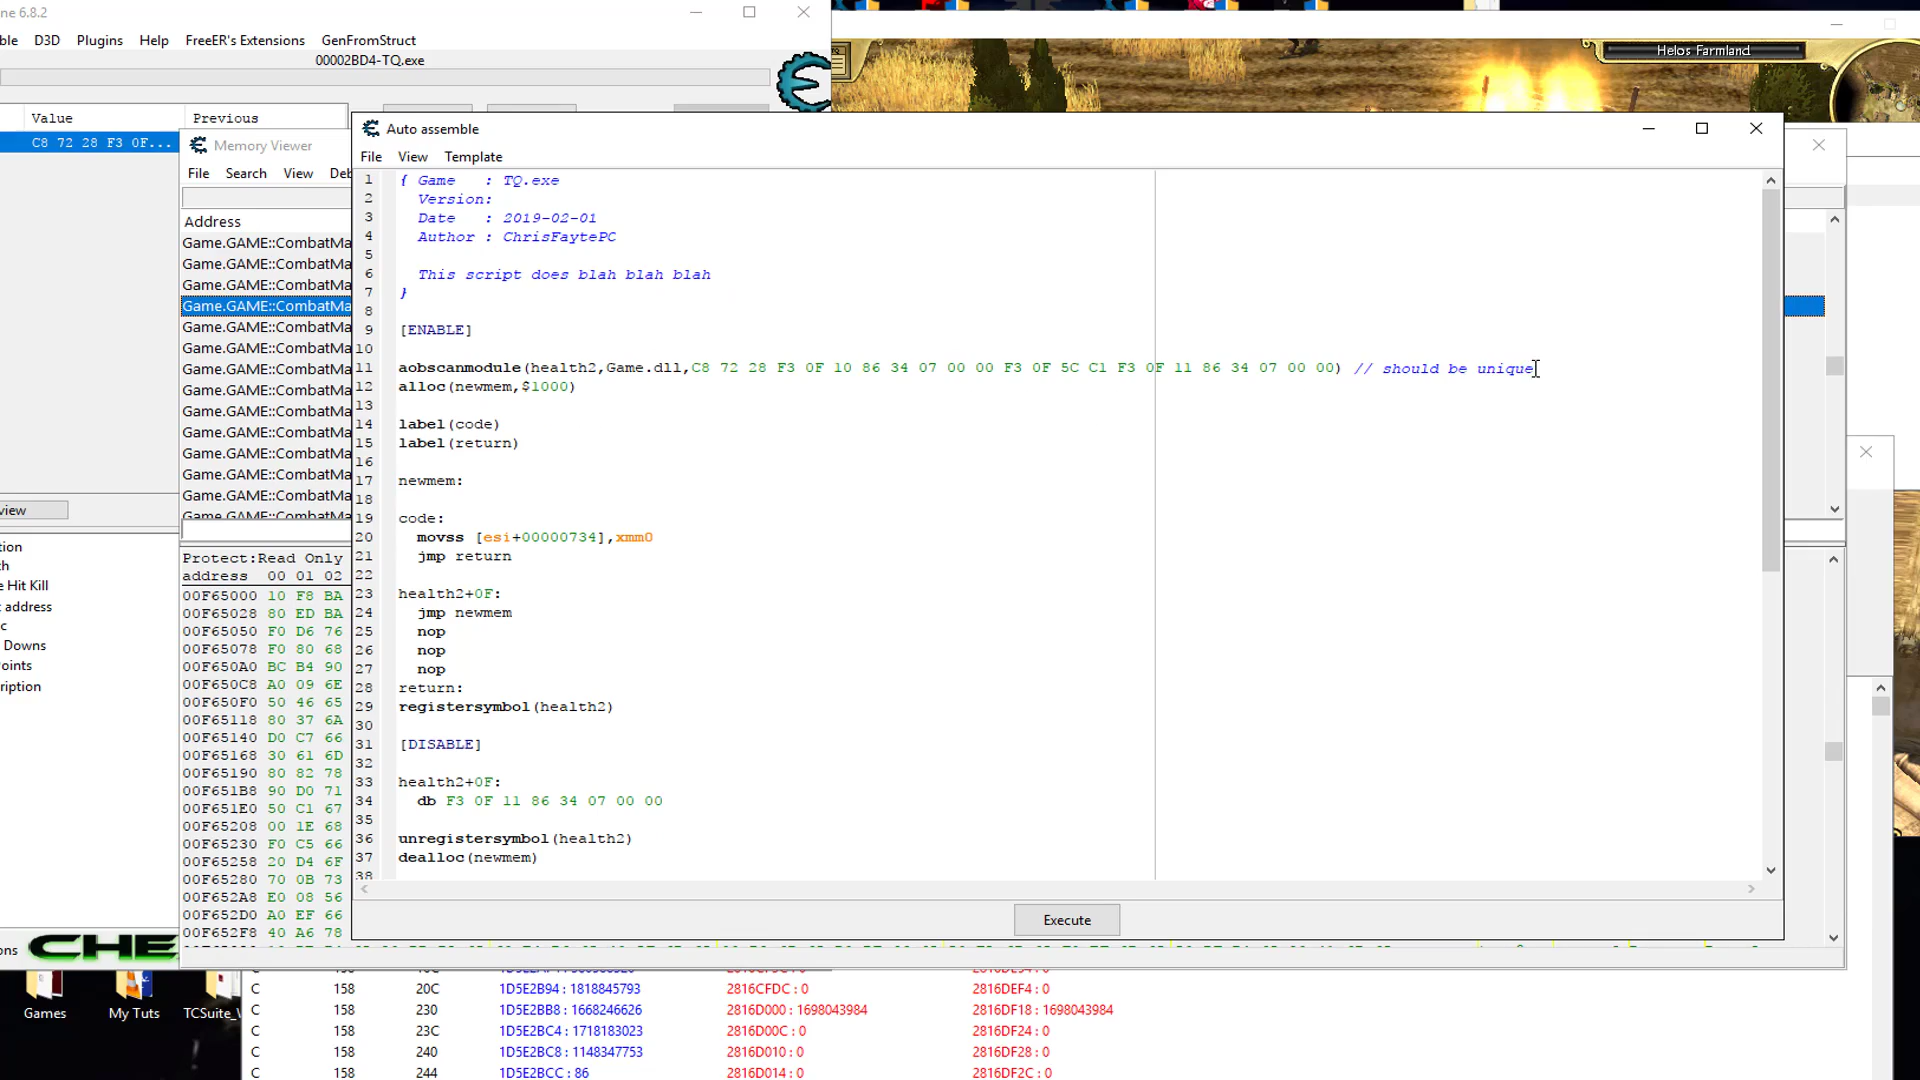 ne 6.8.2
ble D3D Plugins Help FreeER's Extensions GenFromStruct
00002BD4-TQ.exe
Helos Farmland
Value Previous
C8 72 28 F3 0F...
Memory Viewer
File Search View Deb
Address
Game.GAME::CombatMa
Game.GAME::CombatMa
Game.GAME::CombatMa
Game.GAME::CombatMa
Game.GAME::CombatMa
Game.GAME::CombatMa
Game.GAME::CombatMa
Game.GAME::CombatMa
Game.GAME::CombatMa
Game.GAME::CombatMa
Game.GAME::CombatMa
Game.GAME::CombatMa
Game.GAME::CombatMa
Game.GAME::CombatMa
Auto assemble
File View Template
1 { Game : TQ.exe
2 Version:
3 Date : 2019-02-01
4 Author : ChrisFaytePC
5
6 This script does blah blah blah
7 }
8
9 [ENABLE]
10
11 aobscanmodule(health2,Game.dll,C8 72 28 F3 0F 10 86 34 07 00 00 F3 0F 5C C1 F3 0F 11 86 34 07 00 00) // should be unique
12 alloc(newmem,$1000)
13
14 label(code)
15 label(return)
16
17 newmem:
18
19 code:
20 movss [esi+00000734],xmm0
21 jmp return
22
23 health2+0F:
24 jmp newmem
25 nop
26 nop
27 nop
28 return:
29 registersymbol(health2)
30
31 [DISABLE]
32
33 health2+0F:
34 db F3 0F 11 86 34 07 00 00
35
36 unregistersymbol(health2)
37 dealloc(newmem)
38
Execute
view
tion
th
e Hit Kill
t address
c
Downs
oints
ription
ons
CHE
Protect:Read Only
address 00 01 02
00F65000 10 F8 BA
00F65028 80 ED BA
00F65050 F0 D6 76
00F65078 F0 80 68
00F650A0 BC B4 90
00F650C8 A0 09 6E
00F650F0 50 46 65
00F65118 80 37 6A
00F65140 D0 C7 66
00F65168 30 61 6D
00F65190 80 82 78
00F651B8 90 D0 71
00F651E0 50 C1 67
00F65208 00 1E 68
00F65230 F0 C5 66
00F65258 20 D4 6F
00F65280 70 0B 73
00F652A8 E0 08 56
00F652D0 A0 EF 66
00F652F8 40 A6 78
Games My Tuts TCSuite_W
C 158 20C 1D5E2B94 : 1818845793 2816CFDC : 0 2816DEF4 : 0
C 158 230 1D5E2BB8 : 1668246626 2816D000 : 1698043984 2816DF18 : 1698043984
C 158 23C 1D5E2BC4 : 1718183023 2816D00C : 0 2816DF24 : 0
C 158 240 1D5E2BC8 : 1148347753 2816D010 : 0 2816DF28 : 0
C 158 244 1D5E2BCC : 86 2816D014 : 0 2816DF2C : 0